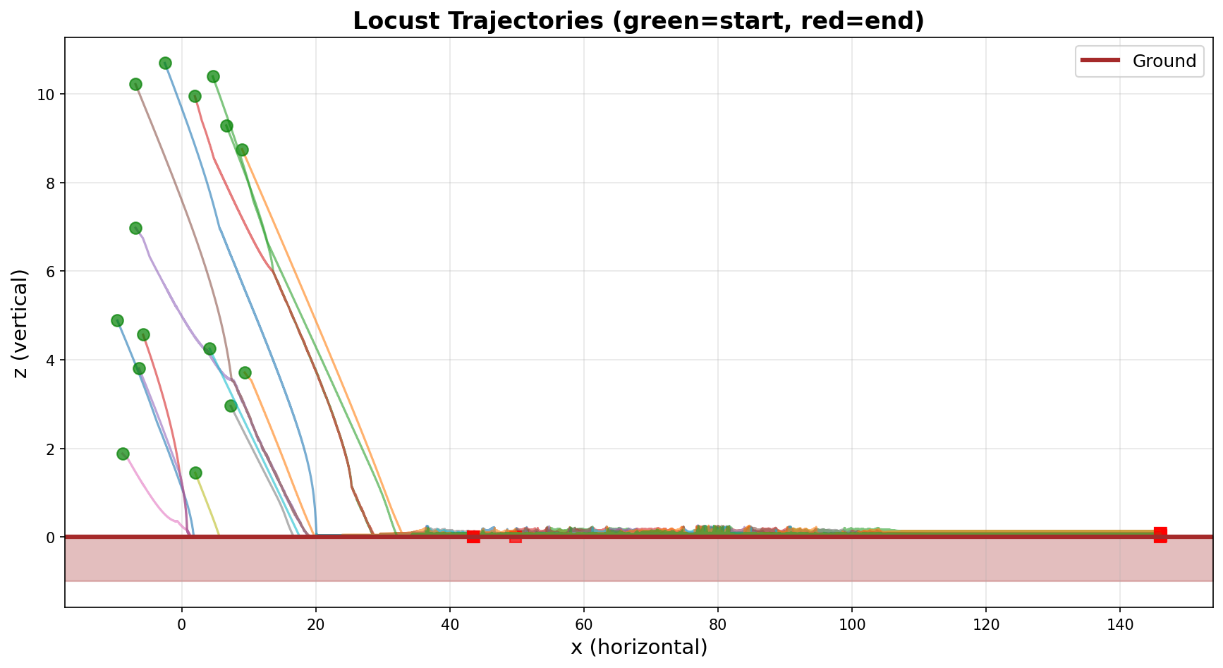 Locust Trajectories (green=start, red=end)
Ground
z (vertical)
10
8
6
4
2
0
0 20 40 60 80 100 120 140
x (horizontal)